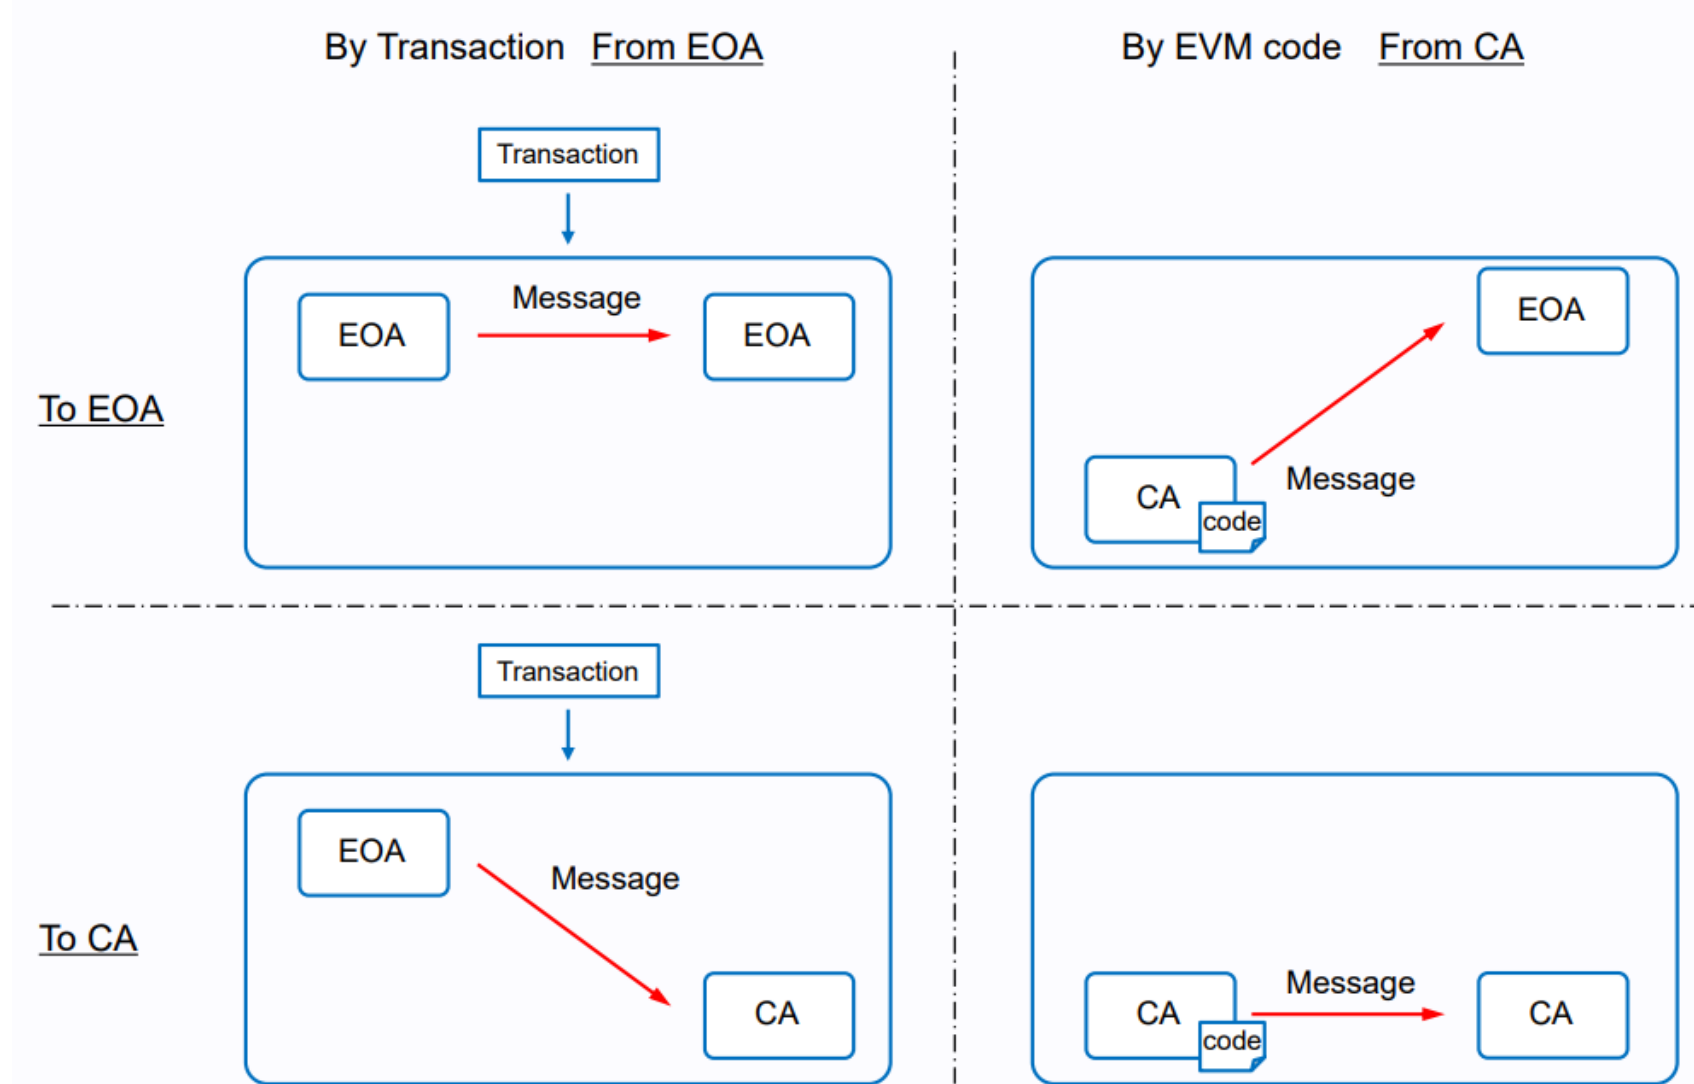 By Transaction From EOA
By EVM code From CA
Transaction
Message
EOA
EOA
To EOA
EOA
CA
code
Message
Transaction
EOA
Message
To CA
CA
CA
code
Message
CA